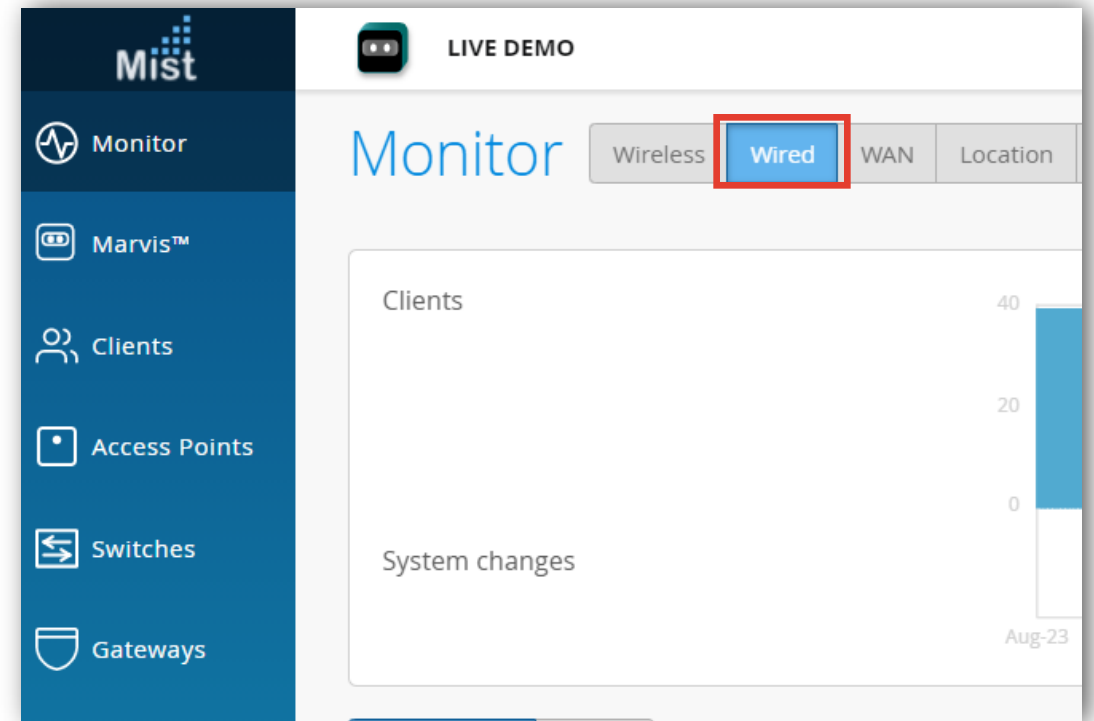 Mist
LIVE DEMO
Monitor
Marvis™
Clients
Access Points
Switches
Gateways
Monitor
Wireless
Wired
WAN
Location
Clients
40
20
0
System changes
Aug-23